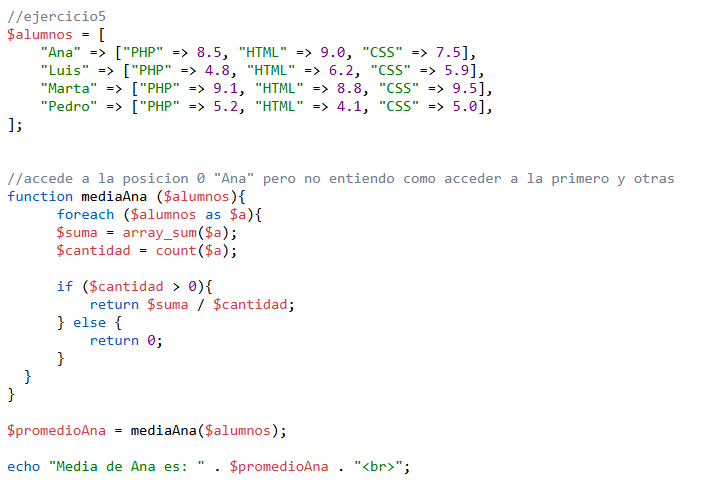 //ejercicio5
$alumnos = [
    "Ana" => ["PHP" => 8.5, "HTML" => 9.0, "CSS" => 7.5],
    "Luis" => ["PHP" => 4.8, "HTML" => 6.2, "CSS" => 5.9],
    "Marta" => ["PHP" => 9.1, "HTML" => 8.8, "CSS" => 9.5],
    "Pedro" => ["PHP" => 5.2, "HTML" => 4.1, "CSS" => 5.0],
];
//accede a la posicion 0 "Ana" pero no entiendo como acceder a la primero y otras
function mediaAna ($alumnos){
      foreach ($alumnos as $a){
      $suma = array_sum($a);
      $cantidad = count($a);
      if ($cantidad > 0){
          return $suma / $cantidad;
      } else {
          return 0;
      }
  }
}
$promedioAna = mediaAna($alumnos);
echo "Media de Ana es: " . $promedioAna . "<br>";